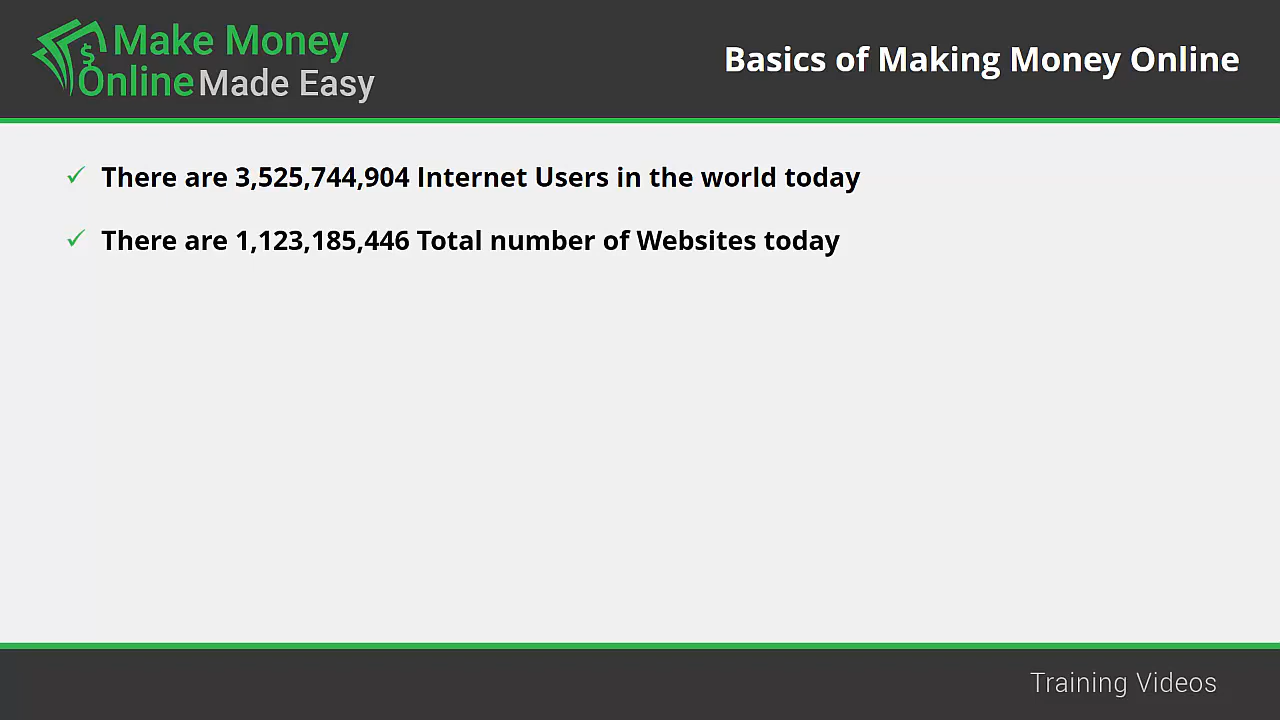 Make Money
$
Online Made Easy
Basics of Making Money Online
✓ There are 3,525,744,904 Internet Users in the world today
✓ There are 1,123,185,446 Total number of Websites today
Training Videos